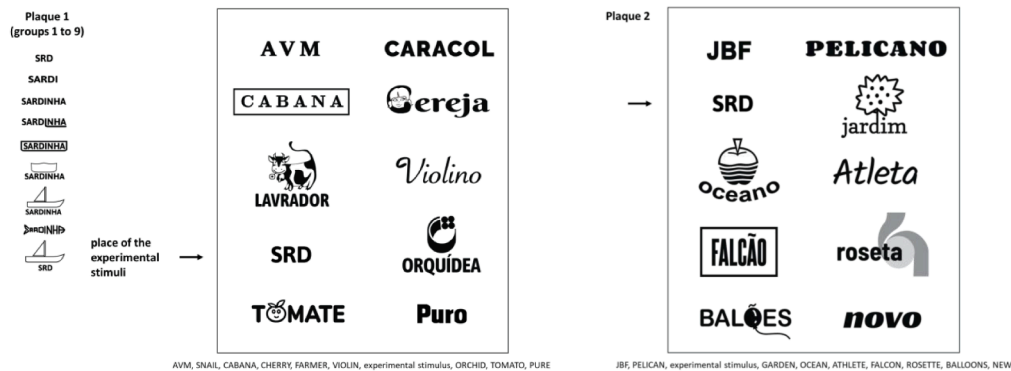 Plaque 1
(groups 1 to 9)
SRD
SARDI
SARDINHA
SARDINHA
SARDINHA
SARDINHA
SARDINHA
SARDINHA
SRD
place of the
experimental
stimuli
AVM
CARACOL
CABANA
Cereja
LAVRADOR
Violino
SRD
ORQUÍDEA
TOMATE
Puro
AVM, SNAIL, CABANA, CHERRY, FARMER, VIOLIN, experimental stimulus, ORCHID, TOMATO, PURE
Plaque 2
JBF
PELICANO
SRD
jardim
oceano
Atleta
FALCÃO
roseta
BALÕES
novo
JBF, PELICAN, experimental stimulus, GARDEN, OCEAN, ATHLETE, FALCON, ROSETTE, BALLOONS, NEW